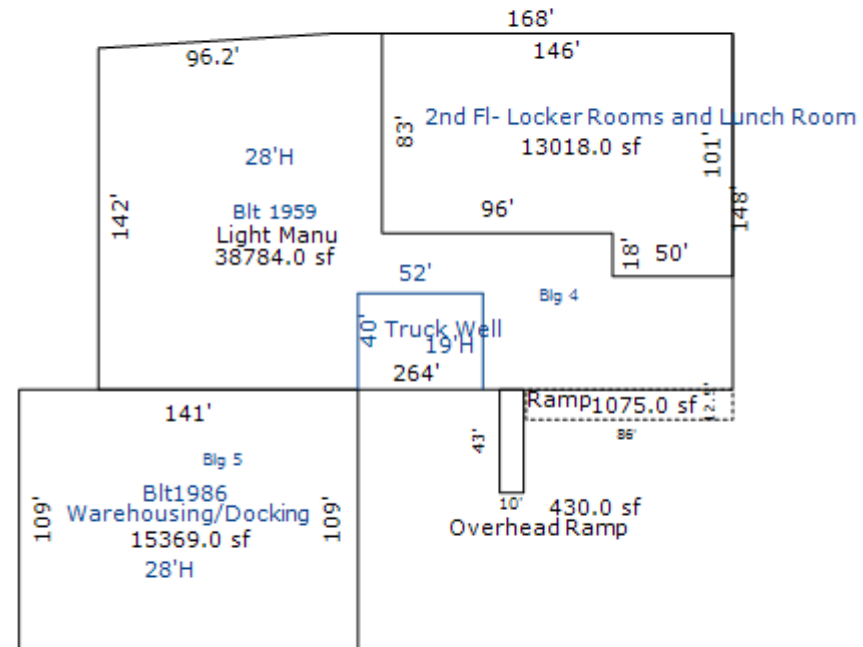 168'
96.2'
146'
2nd Fl- Locker Rooms and Lunch Room
13018.0 sf
83'
101'
148'
28'H
142'
Blt 1959
Light Manu
38784.0 sf
96'
18'
50'
52'
Blg 4
40'
Truck Well
19'H
264'
Ramp
1075.0 sf
12.5'
86'
141'
43'
Blg 5
109'
Blt1986
Warehousing/Docking
109'
15369.0 sf
28'H
10'
430.0 sf
Overhead Ramp